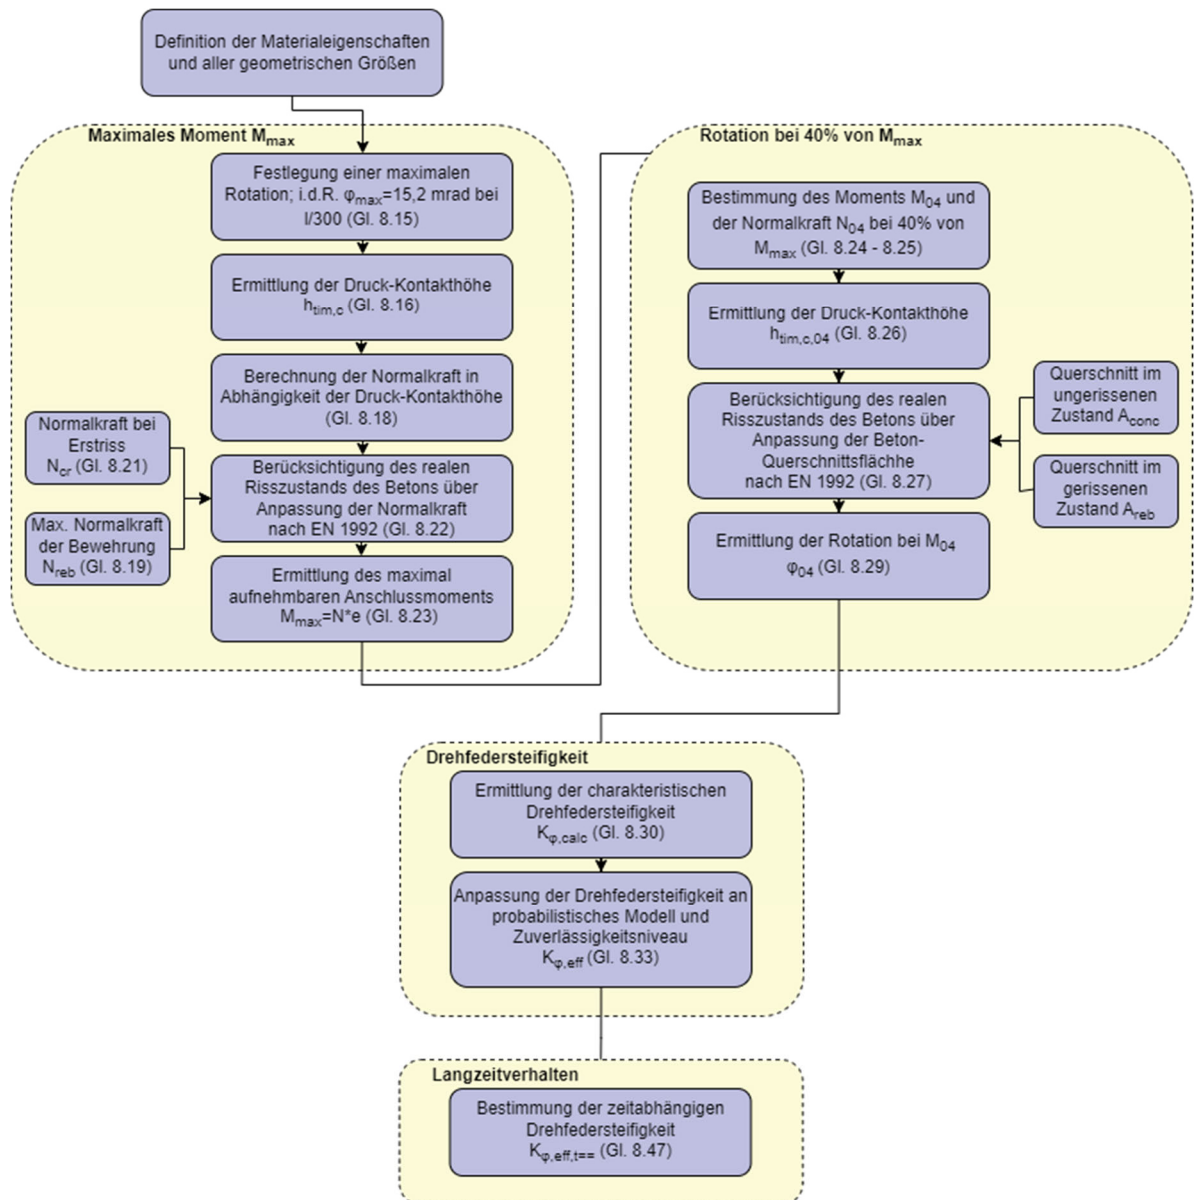 Definition der Materialeigenschaften
und aller geometrischen Größen
Maximales Moment Mmax
Festlegung einer maximalen
Rotation; i.d.R. φmax=15,2 mrad bei
l/300 (Gl. 8.15)
Ermittlung der Druck-Kontakthöhe
htim,c (Gl. 8.16)
Berechnung der Normalkraft in
Abhängigkeit der Druck-Kontakthöhe
(Gl. 8.18)
Normalkraft bei
Erstriss
Ncr (Gl. 8.21)
Max. Normalkraft
der Bewehrung
Nreb (Gl. 8.19)
Berücksichtigung des realen
Risszustands des Betons über
Anpassung der Normalkraft
nach EN 1992 (Gl. 8.22)
Ermittlung des maximal
aufnehmbaren Anschlussmoments
Mmax=N*e (Gl. 8.23)
Rotation bei 40% von Mmax
Bestimmung des Moments M04 und
der Normalkraft N04 bei 40% von
Mmax (Gl. 8.24 - 8.25)
Ermittlung der Druck-Kontakthöhe
htim,c,04 (Gl. 8.26)
Berücksichtigung des realen
Risszustands des Betons über
Anpassung der Beton-
Querschnittsflächhe
nach EN 1992 (Gl. 8.27)
Querschnitt im
ungerissenen
Zustand Aconc
Querschnitt im
gerissenen
Zustand Areb
Ermittlung der Rotation bei M04
φ04 (Gl. 8.29)
Drehfedersteifigkeit
Ermittlung der charakteristischen
Drehfedersteifigkeit
Kφ,calc (Gl. 8.30)
Anpassung der Drehfedersteifigkeit an
probabilistisches Modell und
Zuverlässigkeitsniveau
Kφ,eff (Gl. 8.33)
Langzeitverhalten
Bestimmung der zeitabhängigen
Drehfedersteifigkeit
Kφ,eff,t== (Gl. 8.47)